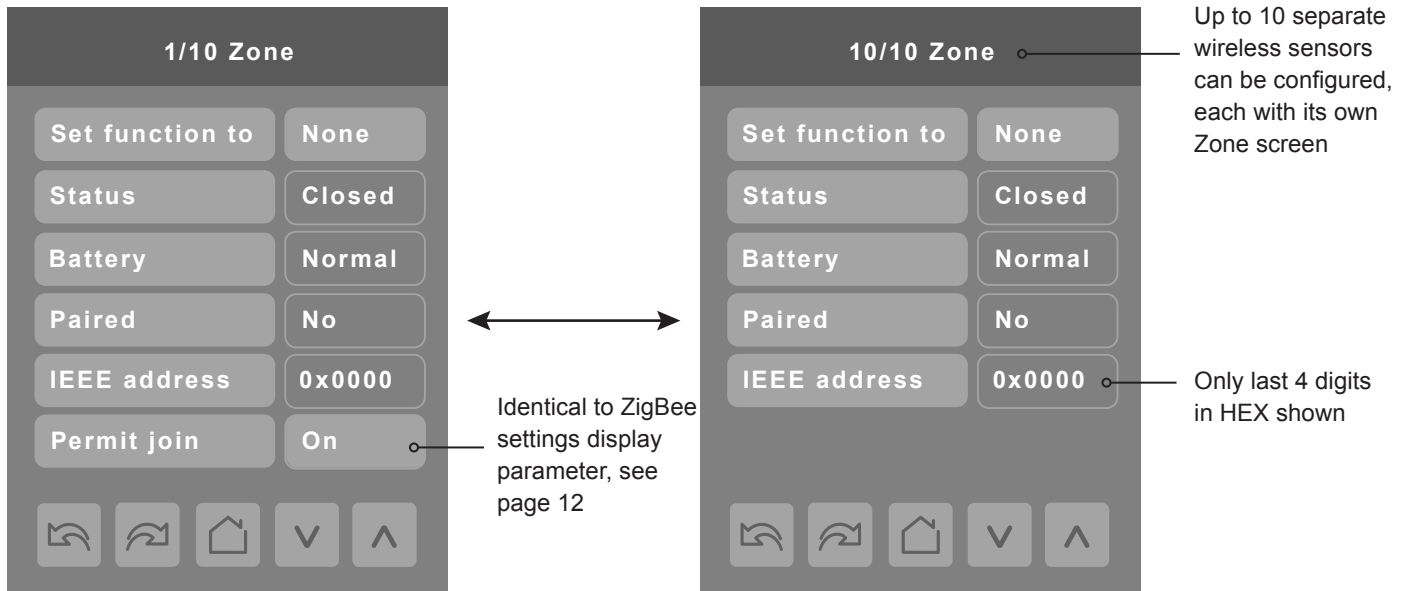 1/10 Zone
Set function to None
Status Closed
Battery Normal
Paired No
IEEE address 0x0000
Permit join On
Identical to ZigBee
settings display
parameter, see
page 12
10/10 Zone
Set function to None
Status Closed
Battery Normal
Paired No
IEEE address 0x0000
Up to 10 separate
wireless sensors
can be configured,
each with its own
Zone screen
Only last 4 digits
in HEX shown